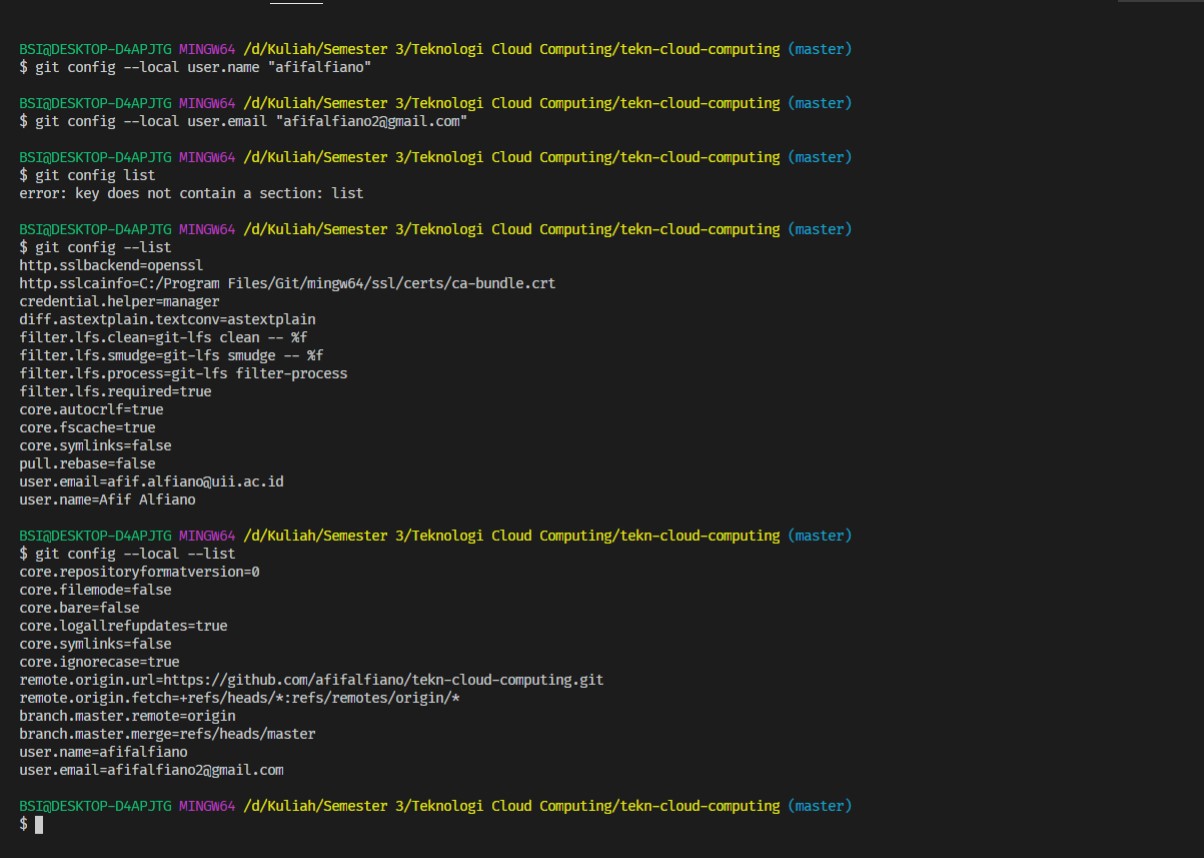 BSI@DESKTOP-D4APJTG MINGW64 /d/Kuliah/Semester 3/Teknologi Cloud Computing/tekn-cloud-computing (master)
$ git config --local user.name "afifalfiano"
BSI@DESKTOP-D4APJTG MINGW64 /d/Kuliah/Semester 3/Teknologi Cloud Computing/tekn-cloud-computing (master)
$ git config --local user.email "afifalfiano2@gmail.com"
BSI@DESKTOP-D4APJTG MINGW64 /d/Kuliah/Semester 3/Teknologi Cloud Computing/tekn-cloud-computing (master)
$ git config list
error: key does not contain a section: list
BSI@DESKTOP-D4APJTG MINGW64 /d/Kuliah/Semester 3/Teknologi Cloud Computing/tekn-cloud-computing (master)
$ git config --list
http.sslbackend=openssl
http.sslcainfo=C:/Program Files/Git/mingw64/ssl/certs/ca-bundle.crt
credential.helper=manager
diff.astextplain.textconv=astextplain
filter.lfs.clean=git-lfs clean -- %f
filter.lfs.smudge=git-lfs smudge -- %f
filter.lfs.process=git-lfs filter-process
filter.lfs.required=true
core.autocrlf=true
core.fscache=true
core.symlinks=false
pull.rebase=false
user.email=afif.alfiano@uii.ac.id
user.name=Afif Alfiano
BSI@DESKTOP-D4APJTG MINGW64 /d/Kuliah/Semester 3/Teknologi Cloud Computing/tekn-cloud-computing (master)
$ git config --local --list
core.repositoryformatversion=0
core.filemode=false
core.bare=false
core.logallrefupdates=true
core.symlinks=false
core.ignorecase=true
remote.origin.url=https://github.com/afifalfiano/tekn-cloud-computing.git
remote.origin.fetch=+refs/heads/*:refs/remotes/origin/*
branch.master.remote=origin
branch.master.merge=refs/heads/master
user.name=afifalfiano
user.email=afifalfiano2@gmail.com
BSI@DESKTOP-D4APJTG MINGW64 /d/Kuliah/Semester 3/Teknologi Cloud Computing/tekn-cloud-computing (master)
$